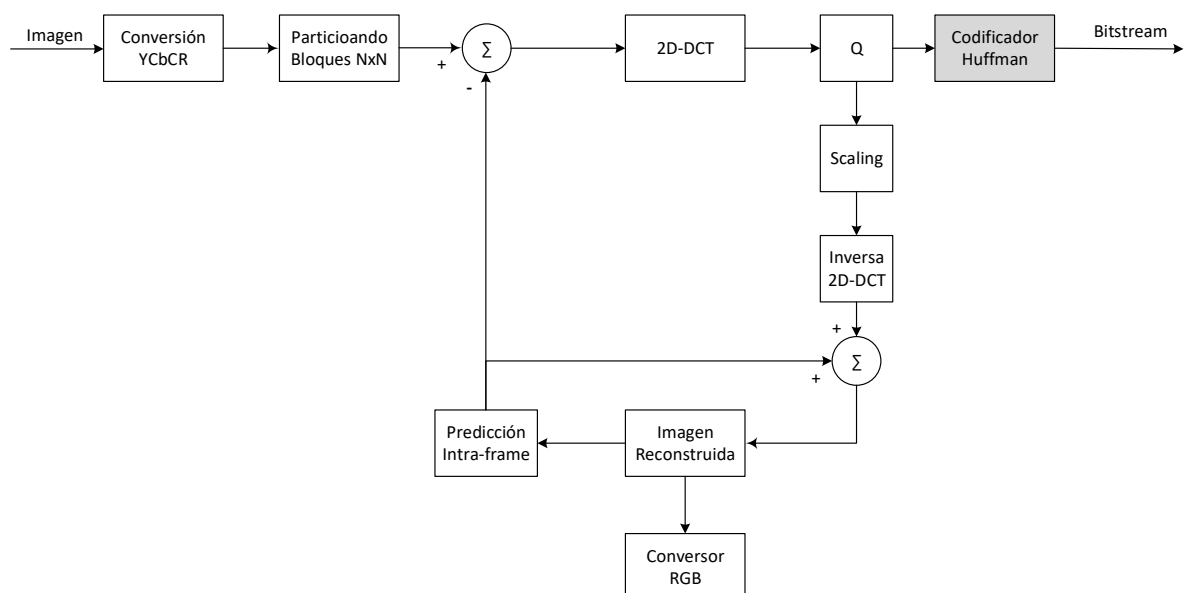 Imagen
Conversión
YCbCR
Particioando
Bloques NxN
+
-
Σ
2D-DCT
Q
Codificador
Huffman
Bitstream
Scaling
Inversa
2D-DCT
+
+
Σ
Predicción
Intra-frame
Imagen
Reconstruida
Conversor
RGB